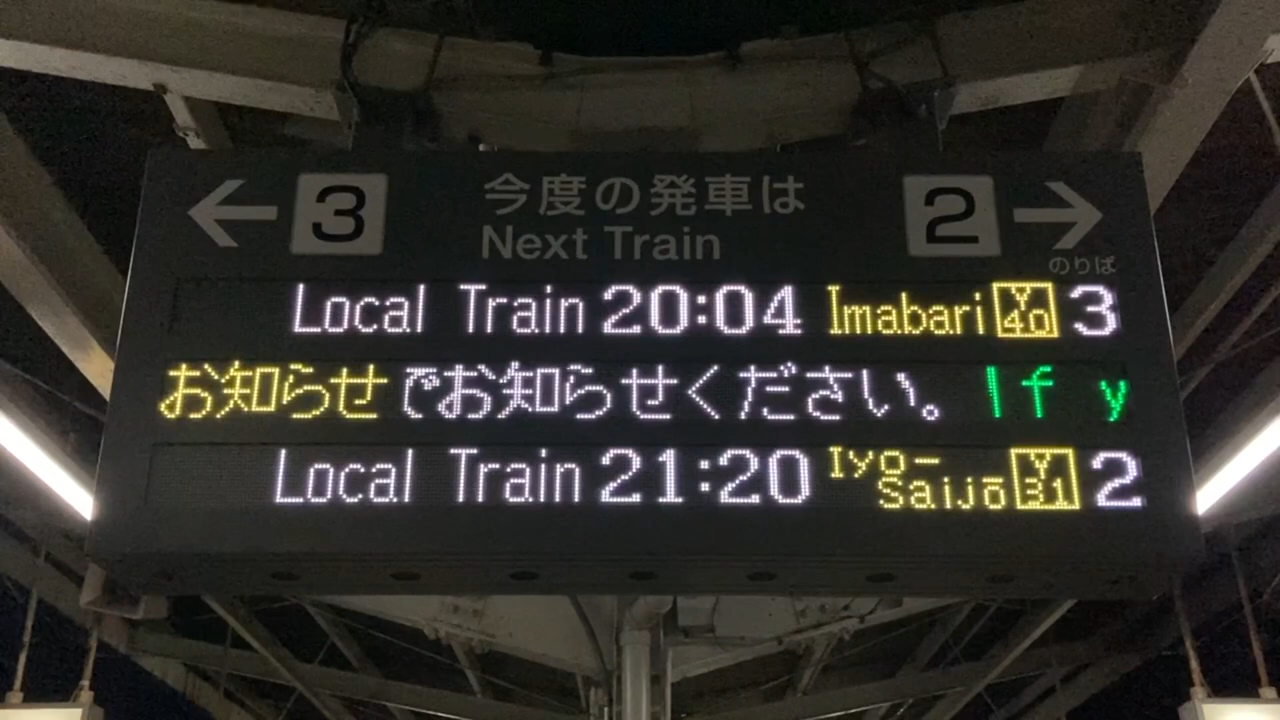 ← 3 今度の発車は 2 →
Next Train
のりば
Local Train 20:04 Imabari Y40 3
お知らせ でお知らせください。 If y
Local Train 21:20 Iyo-Saijō Y31 2